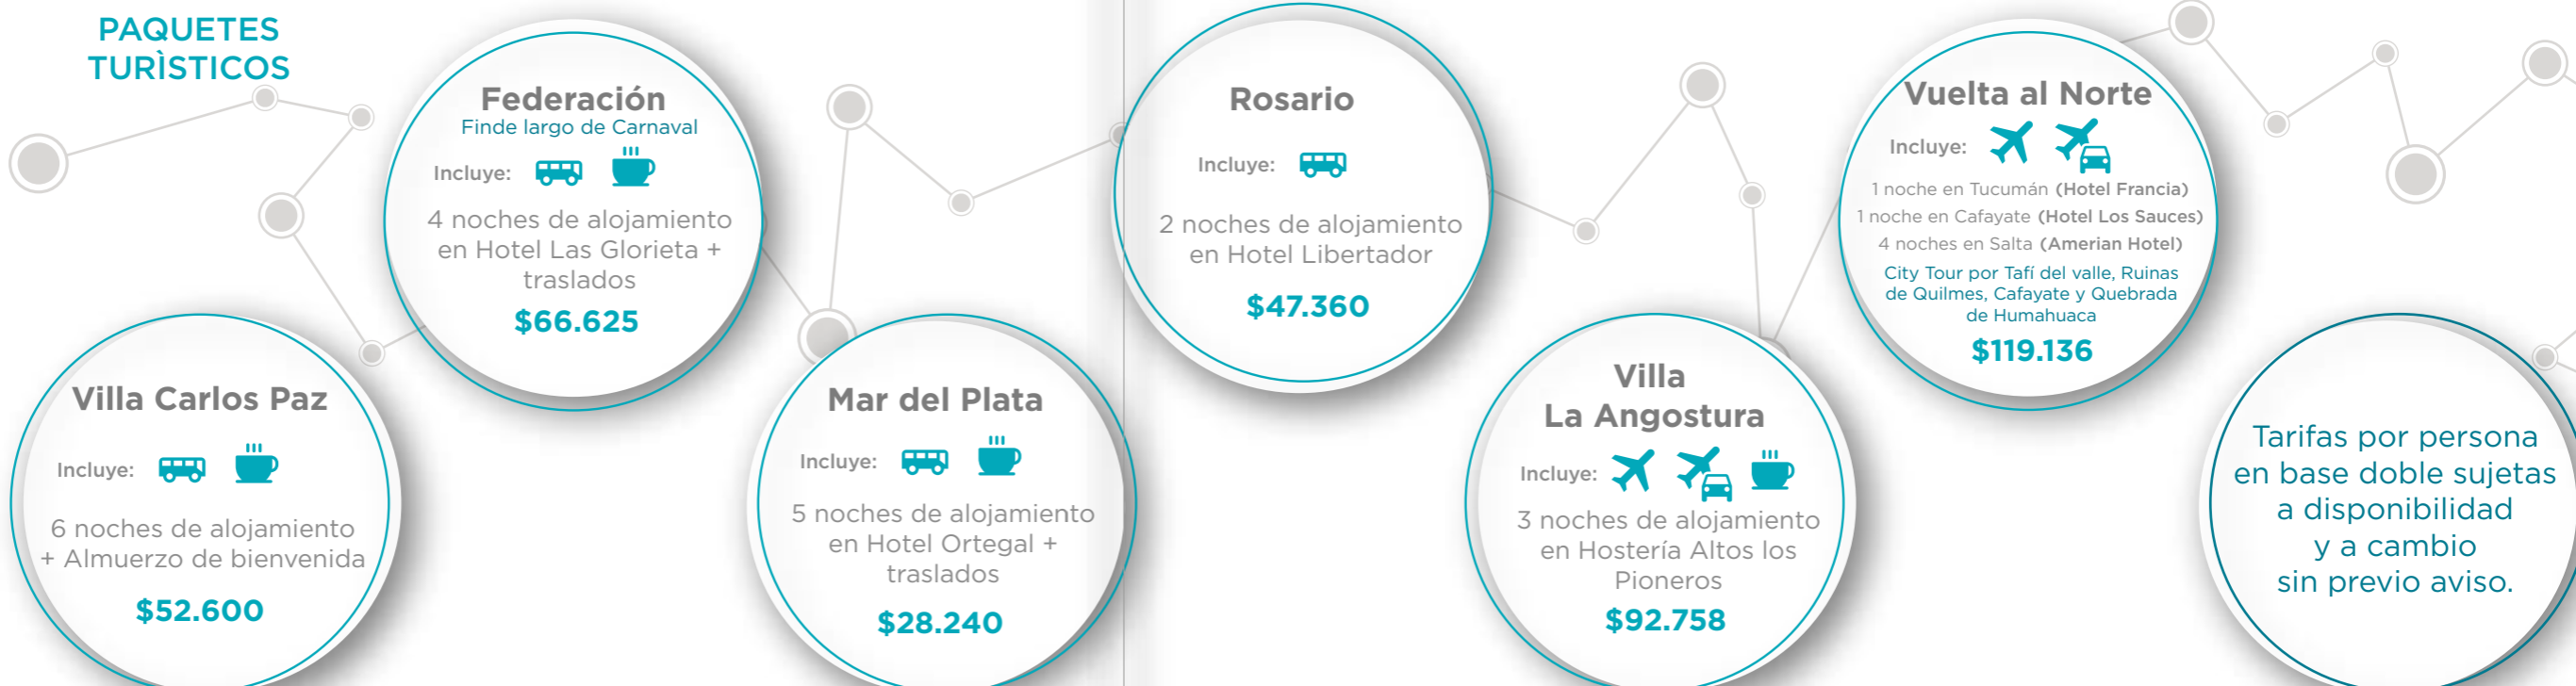 PAQUETES
TURÌSTICOS
Villa Carlos Paz
Incluye:
6 noches de alojamiento
+ Almuerzo de bienvenida
$52.600
Federación
Finde largo de Carnaval
Incluye:
4 noches de alojamiento
en Hotel Las Glorieta +
traslados
$66.625
Mar del Plata
Incluye:
5 noches de alojamiento
en Hotel Ortegal +
traslados
$28.240
Rosario
Incluye:
2 noches de alojamiento
en Hotel Libertador
$47.360
Villa
La Angostura
Incluye:
3 noches de alojamiento
en Hostería Altos los
Pioneros
$92.758
Vuelta al Norte
Incluye:
1 noche en Tucumán (Hotel Francia)
1 noche en Cafayate (Hotel Los Sauces)
4 noches en Salta (Amerian Hotel)
City Tour por Tafí del valle, Ruinas
de Quilmes, Cafayate y Quebrada
de Humahuaca
$119.136
Tarifas por persona
en base doble sujetas
a disponibilidad
y a cambio
sin previo aviso.